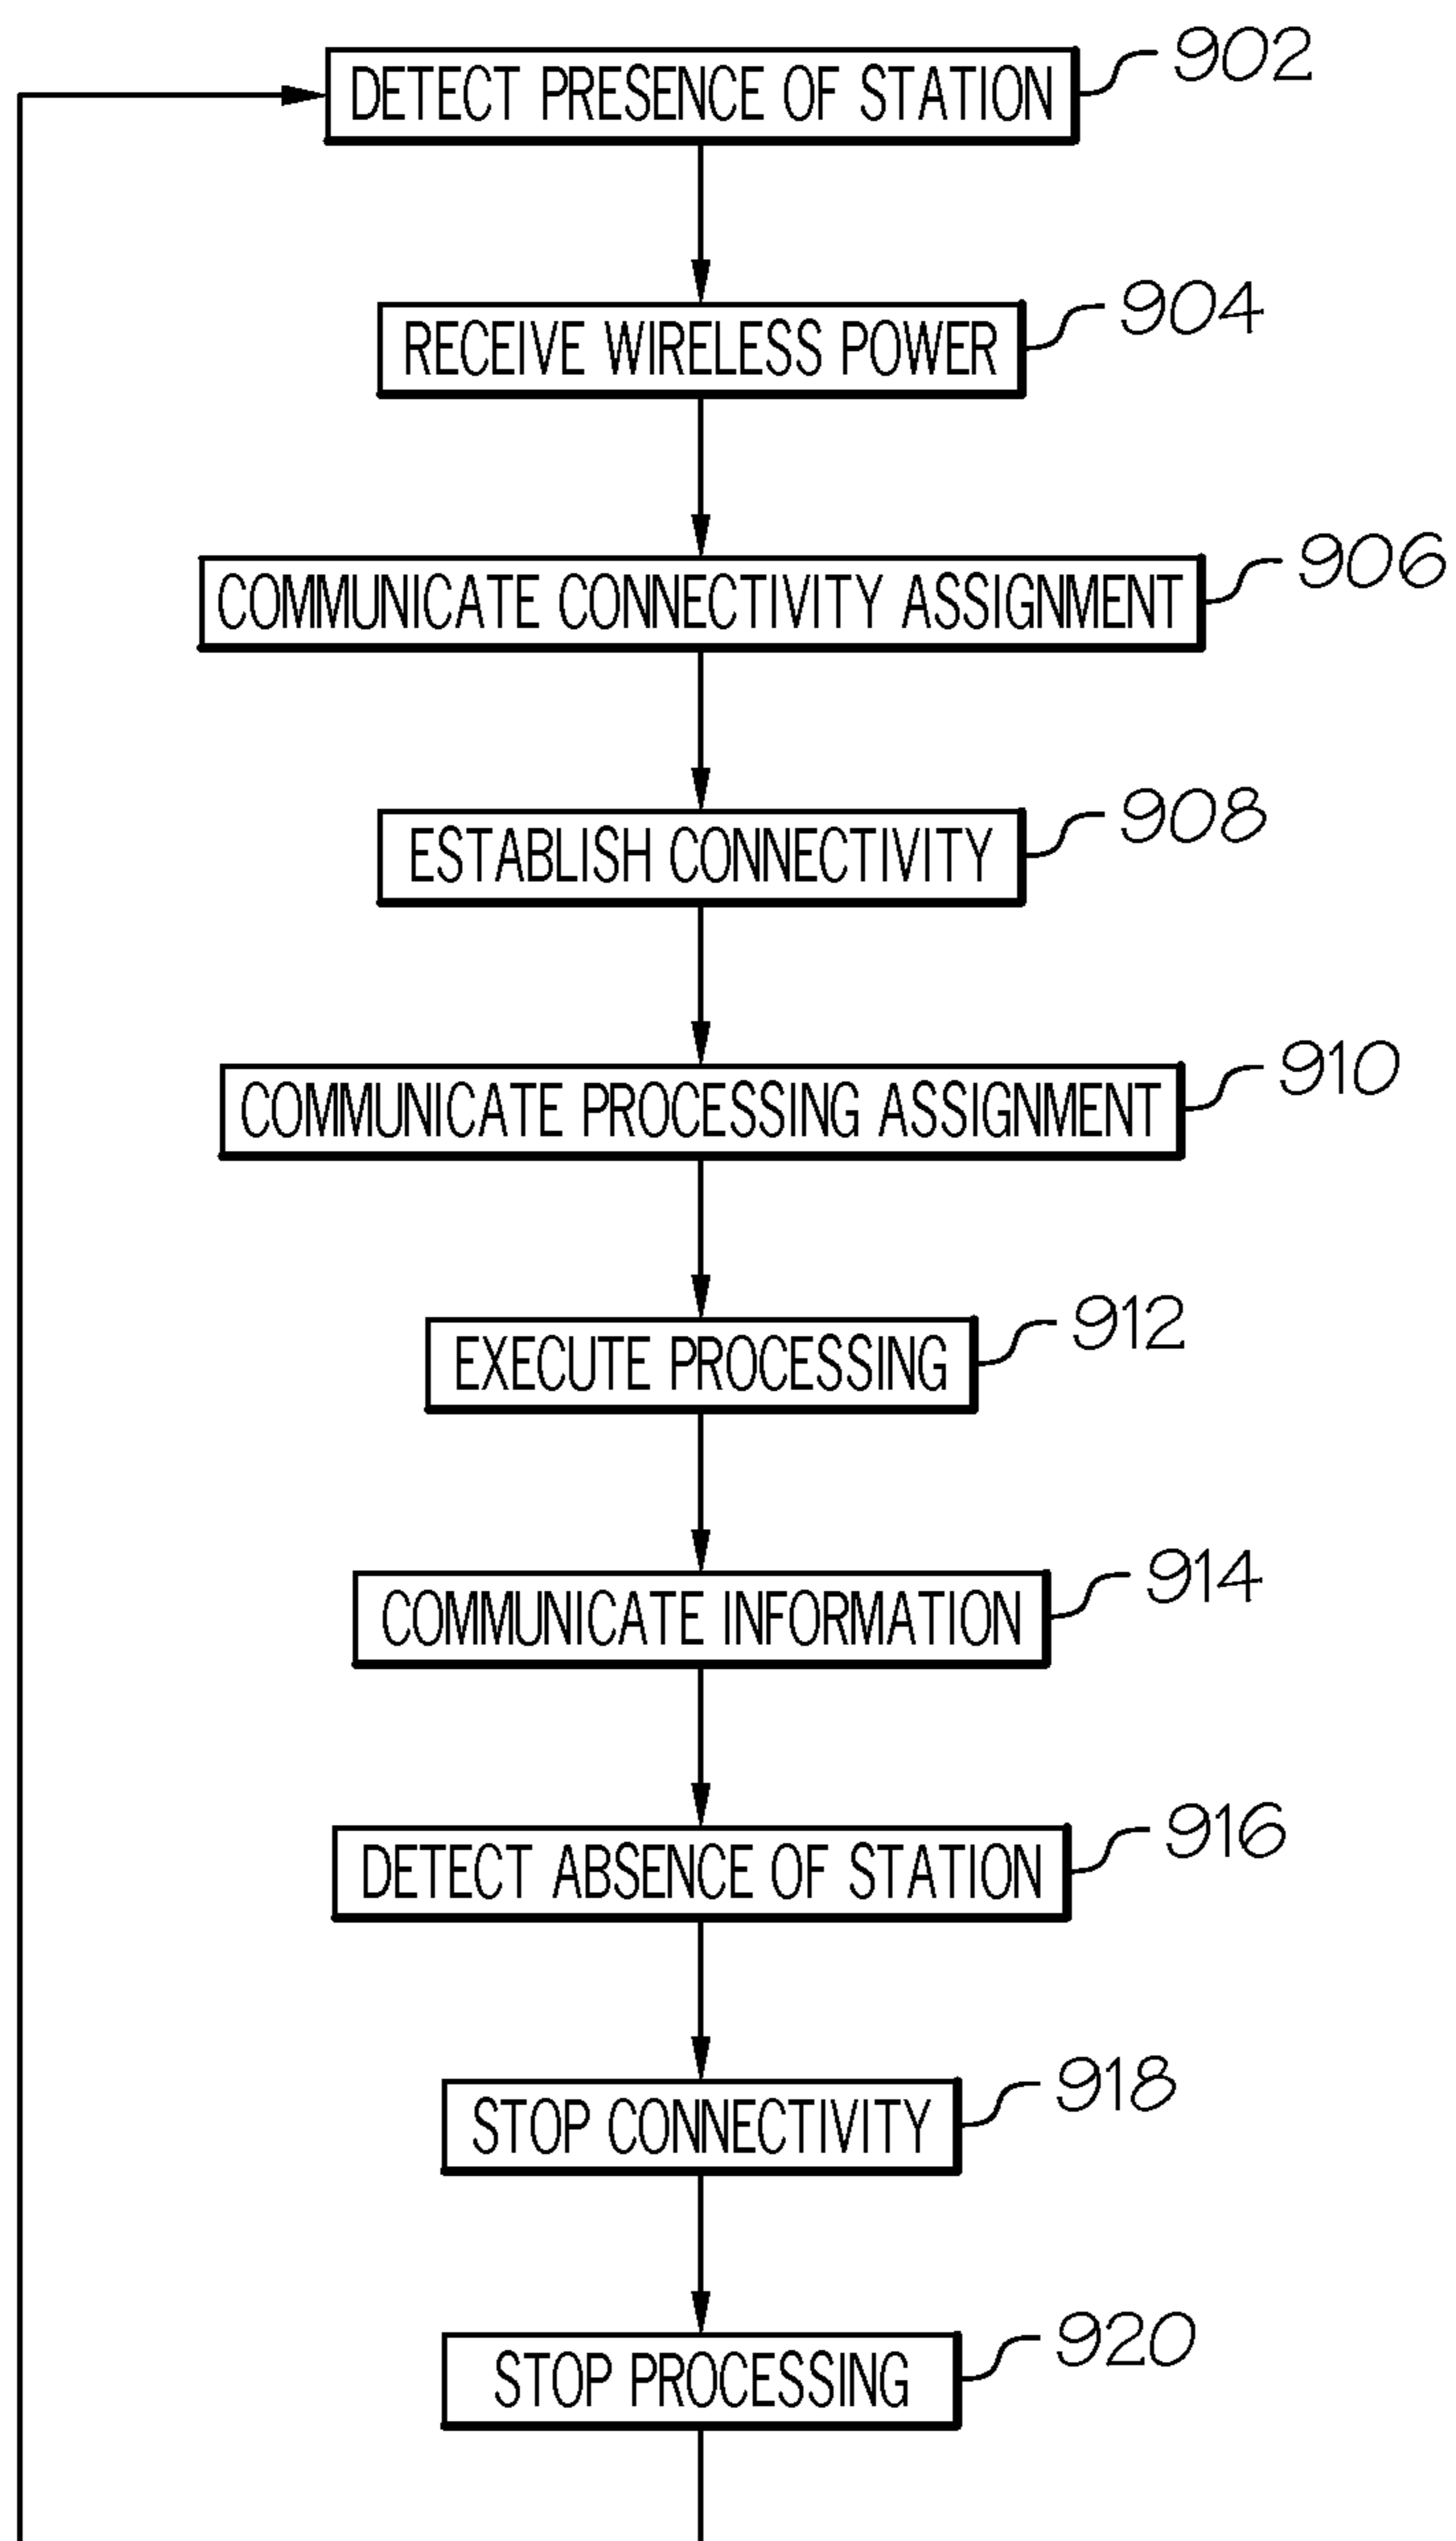 DETECT PRESENCE OF STATION 902
RECEIVE WIRELESS POWER 904
COMMUNICATE CONNECTIVITY ASSIGNMENT 906
ESTABLISH CONNECTIVITY 908
COMMUNICATE PROCESSING ASSIGNMENT 910
EXECUTE PROCESSING 912
COMMUNICATE INFORMATION 914
DETECT ABSENCE OF STATION 916
STOP CONNECTIVITY 918
STOP PROCESSING 920